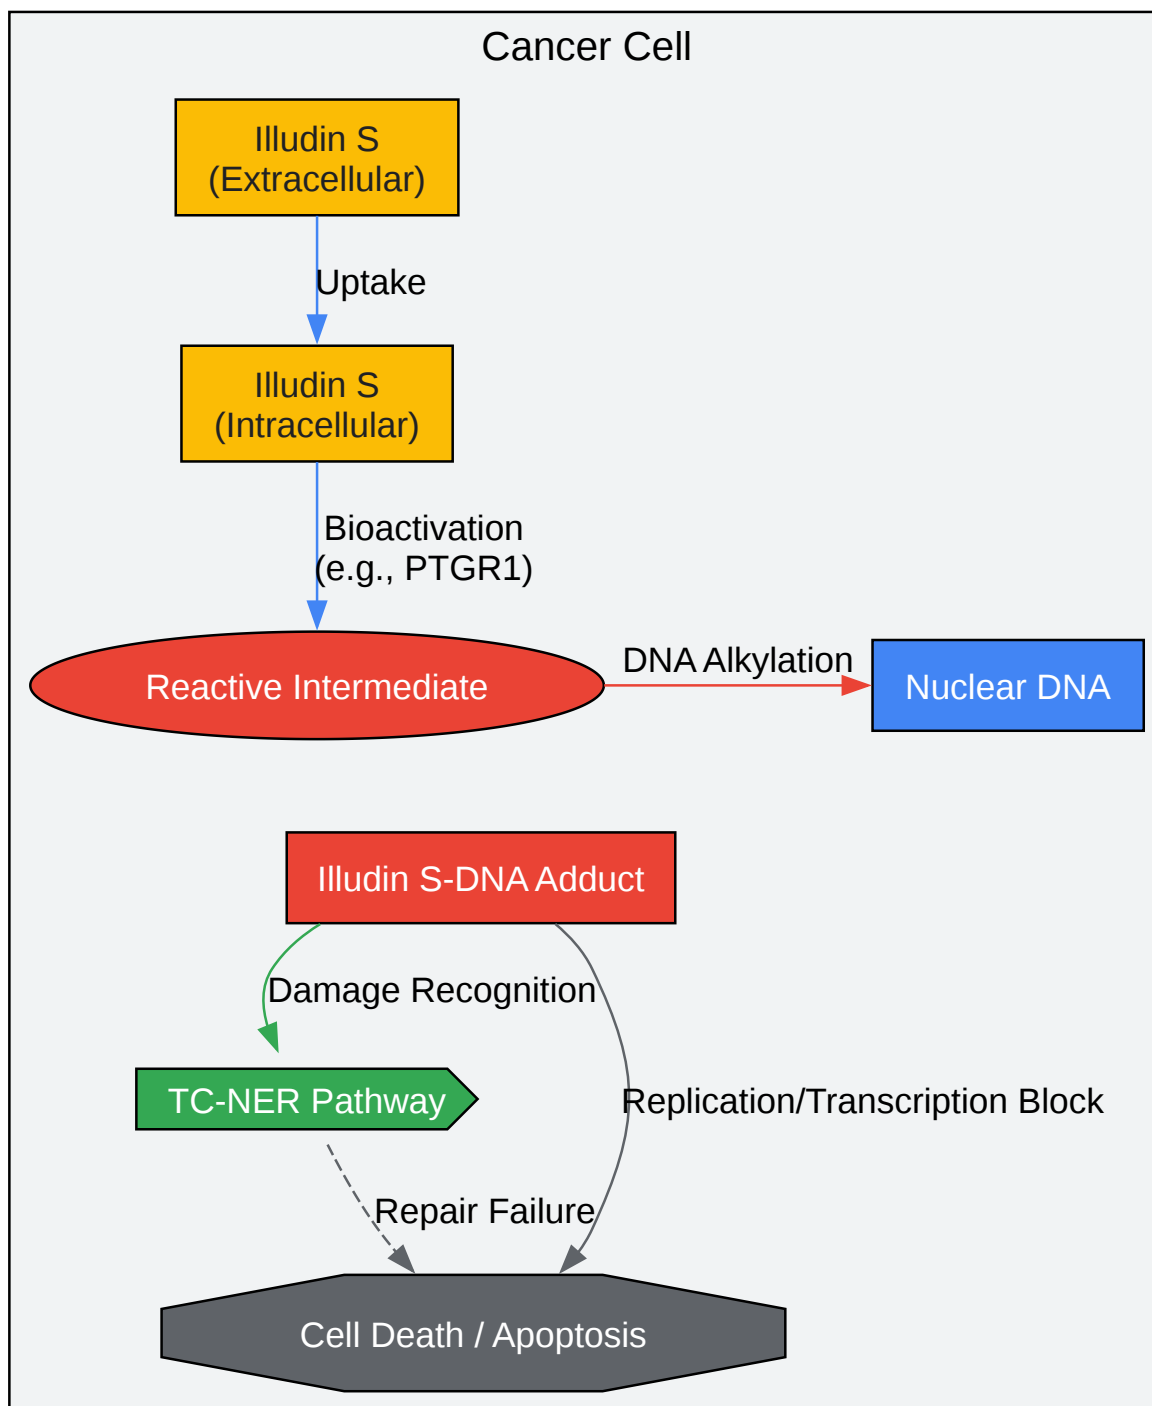 Cancer Cell
Illudin S
(Extracellular)
Uptake
Illudin S
(Intracellular)
Bioactivation
(e.g., PTGR1)
Reactive Intermediate
DNA Alkylation
Nuclear DNA
Illudin S-DNA Adduct
Damage Recognition
TC-NER Pathway
Replication/Transcription Block
Repair Failure
Cell Death / Apoptosis